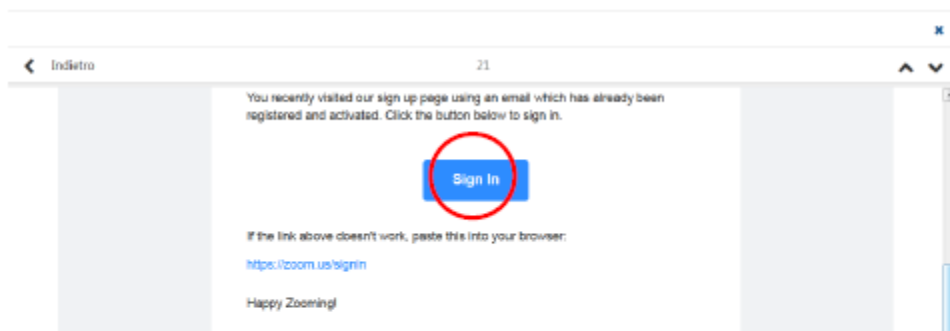 Indietro
21
You recently visited our sign up page using an email which has already been
registered and activated. Click the button below to sign in.
Sign In
If the link above doesn't work, paste this into your browser:
https://zoom.us/signin
Happy Zooming!